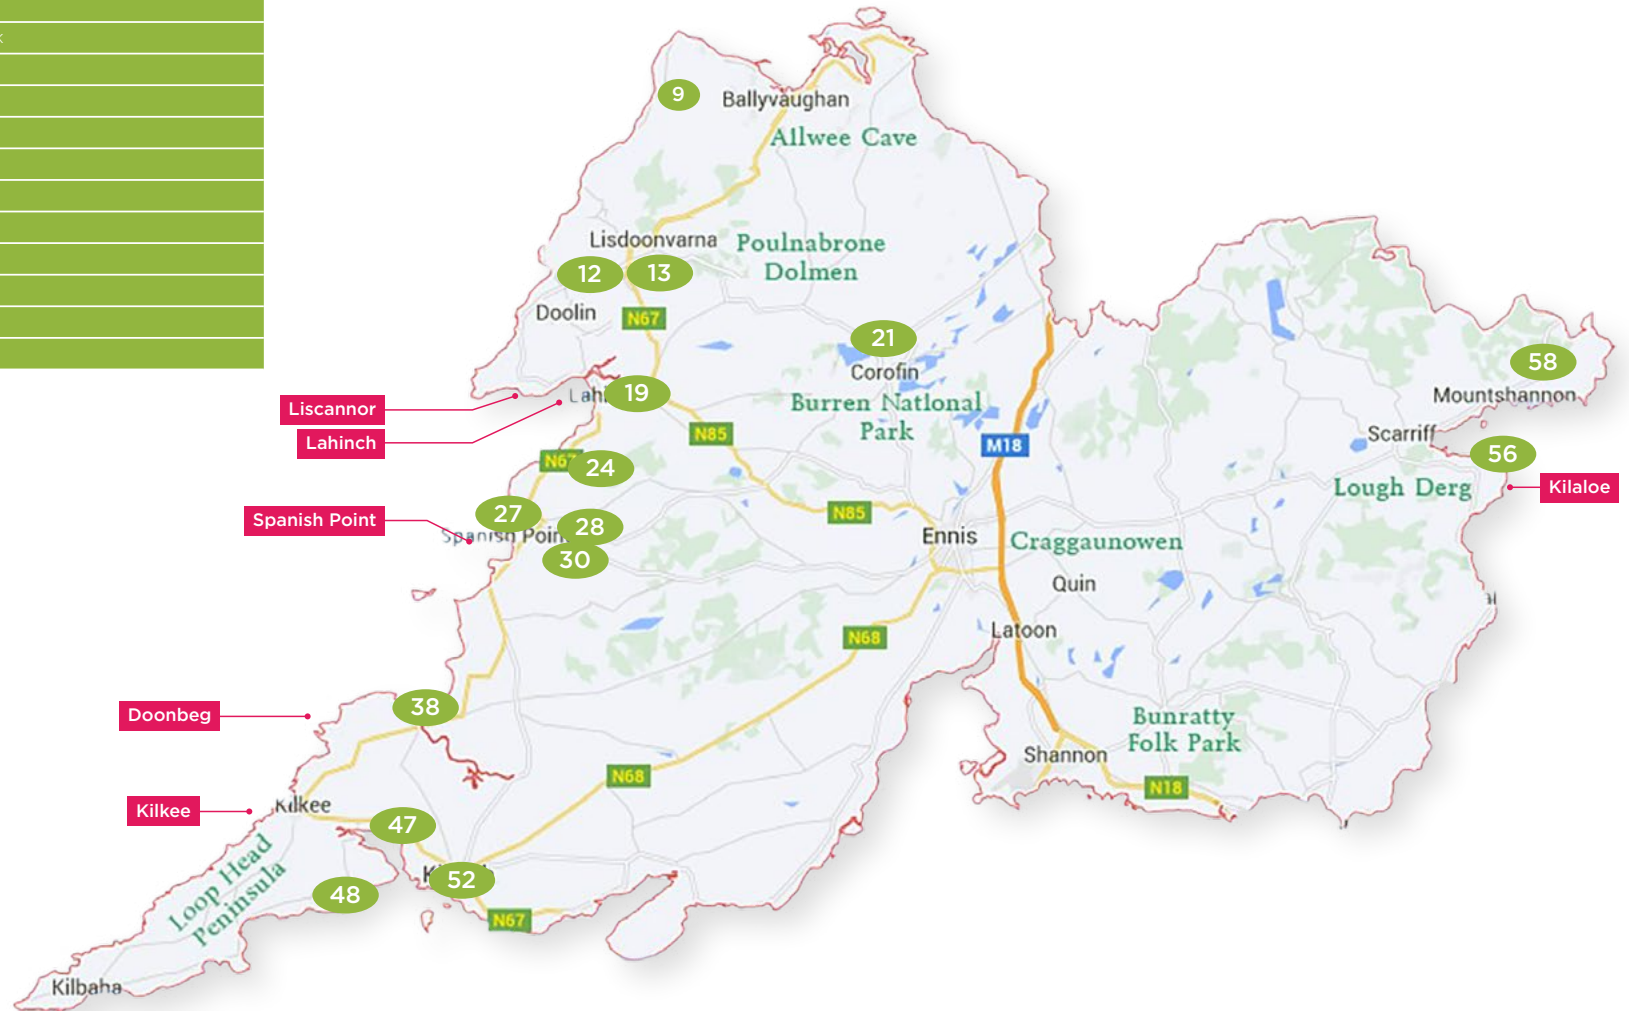 9
Ballyvaughan
Aillwee Cave
Lisdoonvarna
Poulnabrone
Dolmen
12
13
Doolin
N67
21
Corofin
58
Mountshannon
Liscannor
19
Burren National
Park
Lahinch
N85
M18
Scarriff
56
N67
24
Lough Derg
Kilaloe
27
Spanish Point
28
N85
Spanish Poin
Ennis
Craggaunowen
30
Quin
Latoon
N68
38
Doonbeg
Bunratty
Folk Park
Shannon
N68
N18
Kilkee
Kilkee
47
Loop Head
Peninsula
52
48
N67
Kilbaha